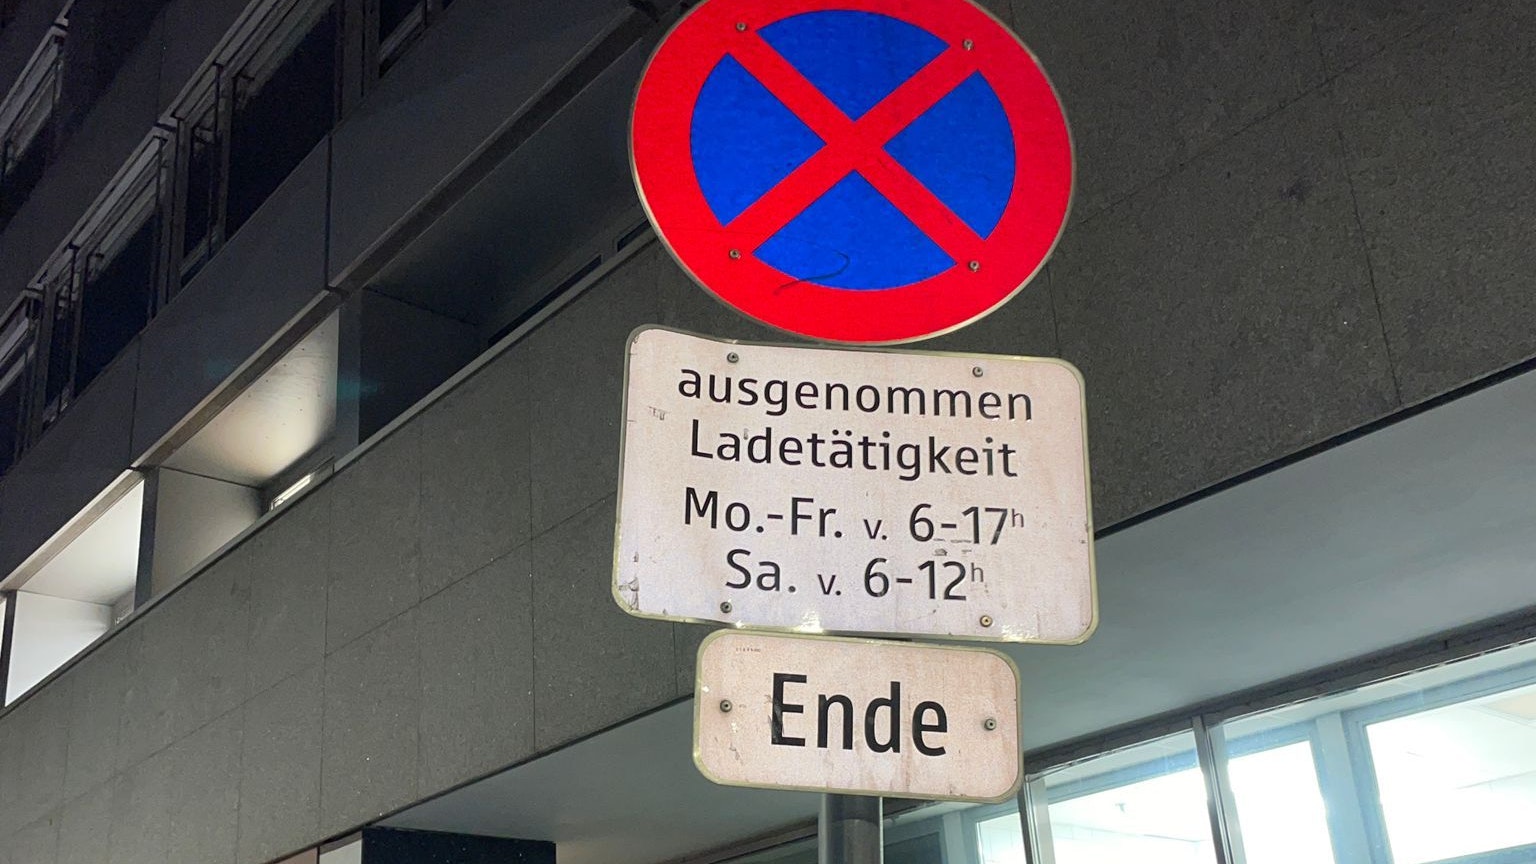 ausgenommen
Ladetätigkeit
Mo.-Fr. v. 6-17h
Sa. v. 6-12h
Ende